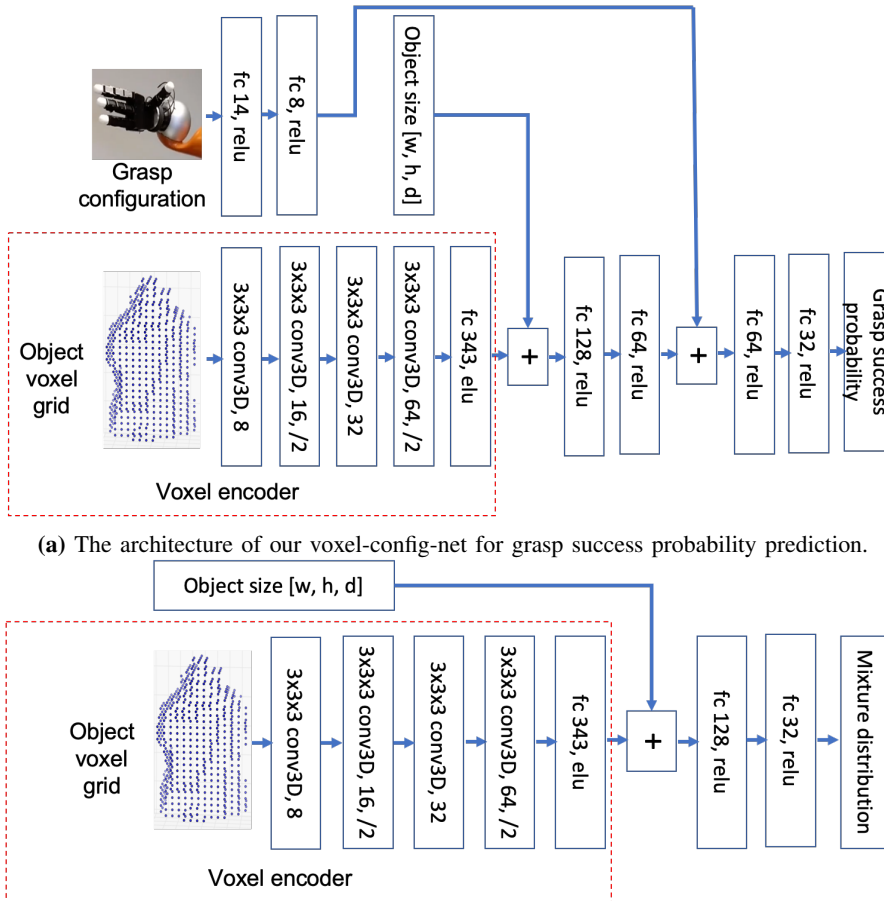 fc 14, relu
fc 8, relu
Object size [w, h, d]
Grasp
configuration
Object
voxel
grid
3x3x3 conv3D, 8
3x3x3 conv3D, 16, /2
3x3x3 conv3D, 32
3x3x3 conv3D, 64, /2
fc 343, elu
+
fc 128, relu
fc 64, relu
+
fc 64, relu
fc 32, relu
Grasp success
probability
Voxel encoder
(a) The architecture of our voxel-config-net for grasp success probability prediction.
Object size [w, h, d]
Object
voxel
grid
3x3x3 conv3D, 8
3x3x3 conv3D, 16, /2
3x3x3 conv3D, 32
3x3x3 conv3D, 64, /2
fc 343, elu
+
fc 128, relu
fc 32, relu
Mixture distribution
Voxel encoder